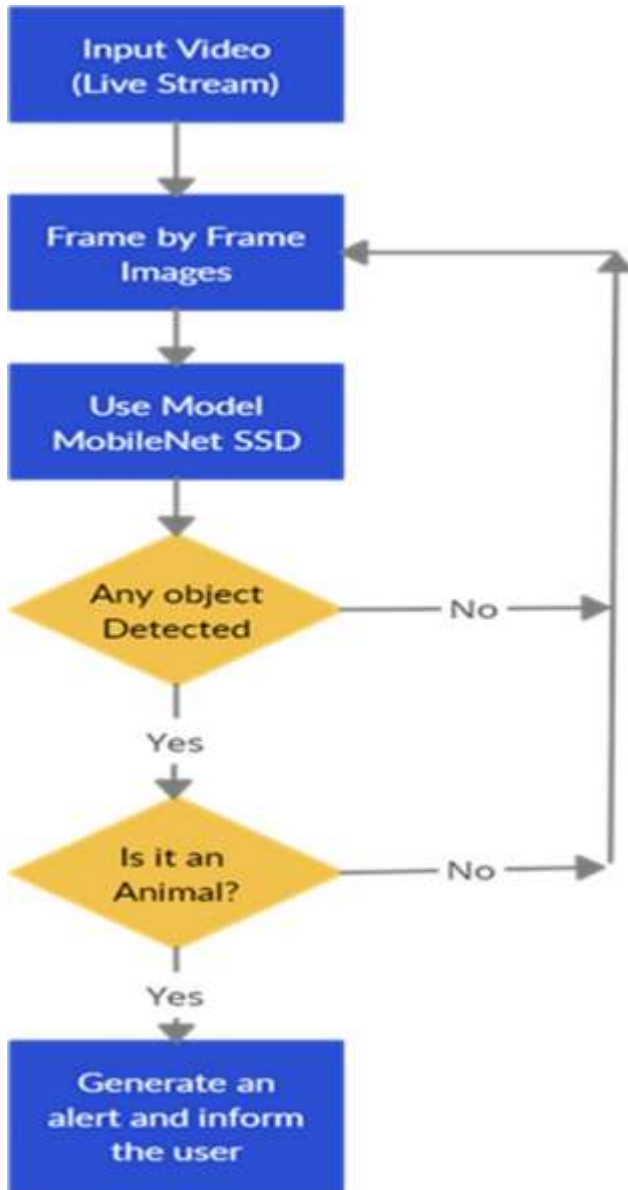 Input Video
(Live Stream)
Frame by Frame
Images
Use Model
MobileNet SSD
Any object
Detected
No
Yes
Is it an
Animal?
No
Yes
Generate an
alert and inform
the user